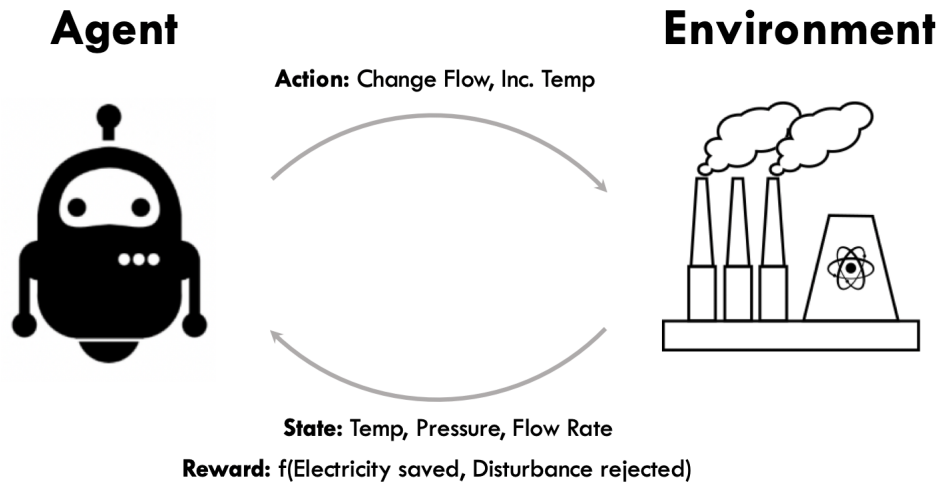 Agent
Environment
Action: Change Flow, Inc. Temp
State: Temp, Pressure, Flow Rate
Reward: f(Electricity saved, Disturbance rejected)